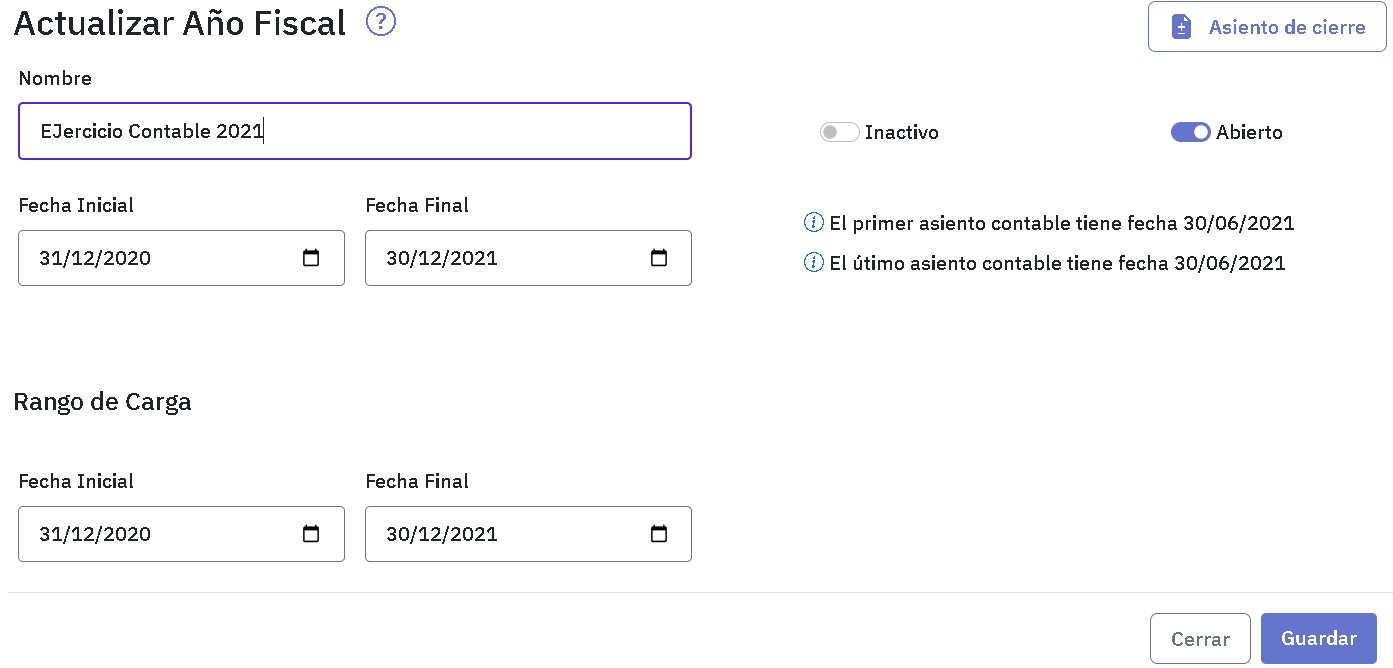 Actualizar Año Fiscal ?
Asiento de cierre
Nombre
EJercicio Contable 2021
Inactivo
Abierto
Fecha Inicial
Fecha Final
31/12/2020
30/12/2021
El primer asiento contable tiene fecha 30/06/2021
El útimo asiento contable tiene fecha 30/06/2021
Rango de Carga
Fecha Inicial
Fecha Final
31/12/2020
30/12/2021
Cerrar
Guardar